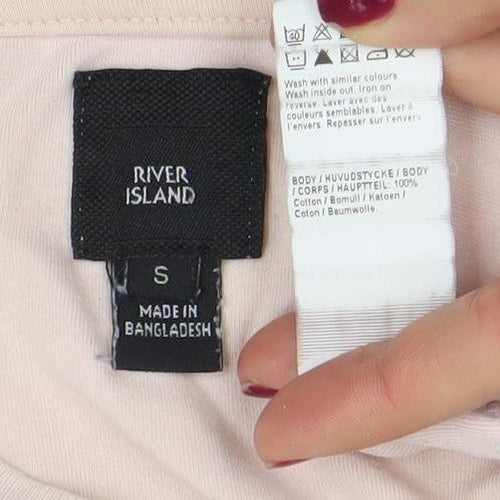 RIVER
ISLAND
S
MADE IN
BANGLADESH
40
Wash with similar colours
Wash inside out. Iron on
reverse. Laver avec des
couleurs semblables. Laver à
l'envers. Repasser sur l'envers
BODY / HUVUDSTYCKE / BODY
/ CORPS / HAUPTTEIL: 100%
Cotton / Bomull / Katoen /
Coton / Baumwolle.